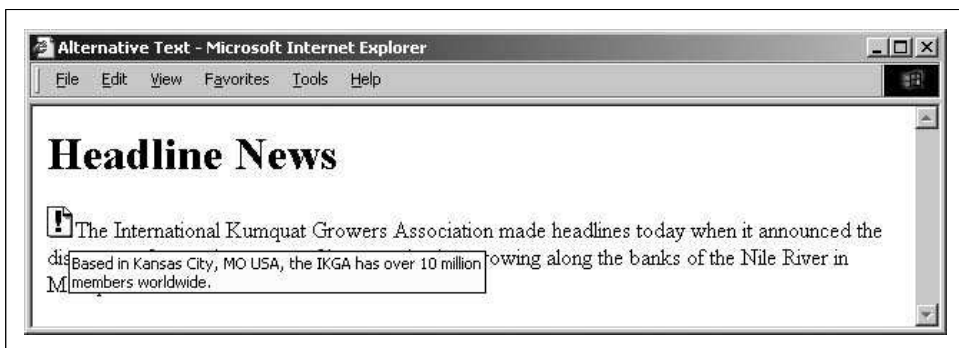 Alternative Text - Microsoft Internet Explorer
File Edit View Favorites Tools Help
Headline News
The International Kumquat Growers Association made headlines today when it announced the
Based in Kansas City, MO USA, the IKGA has over 10 million
rowing along the banks of the Nile River in
members worldwide.